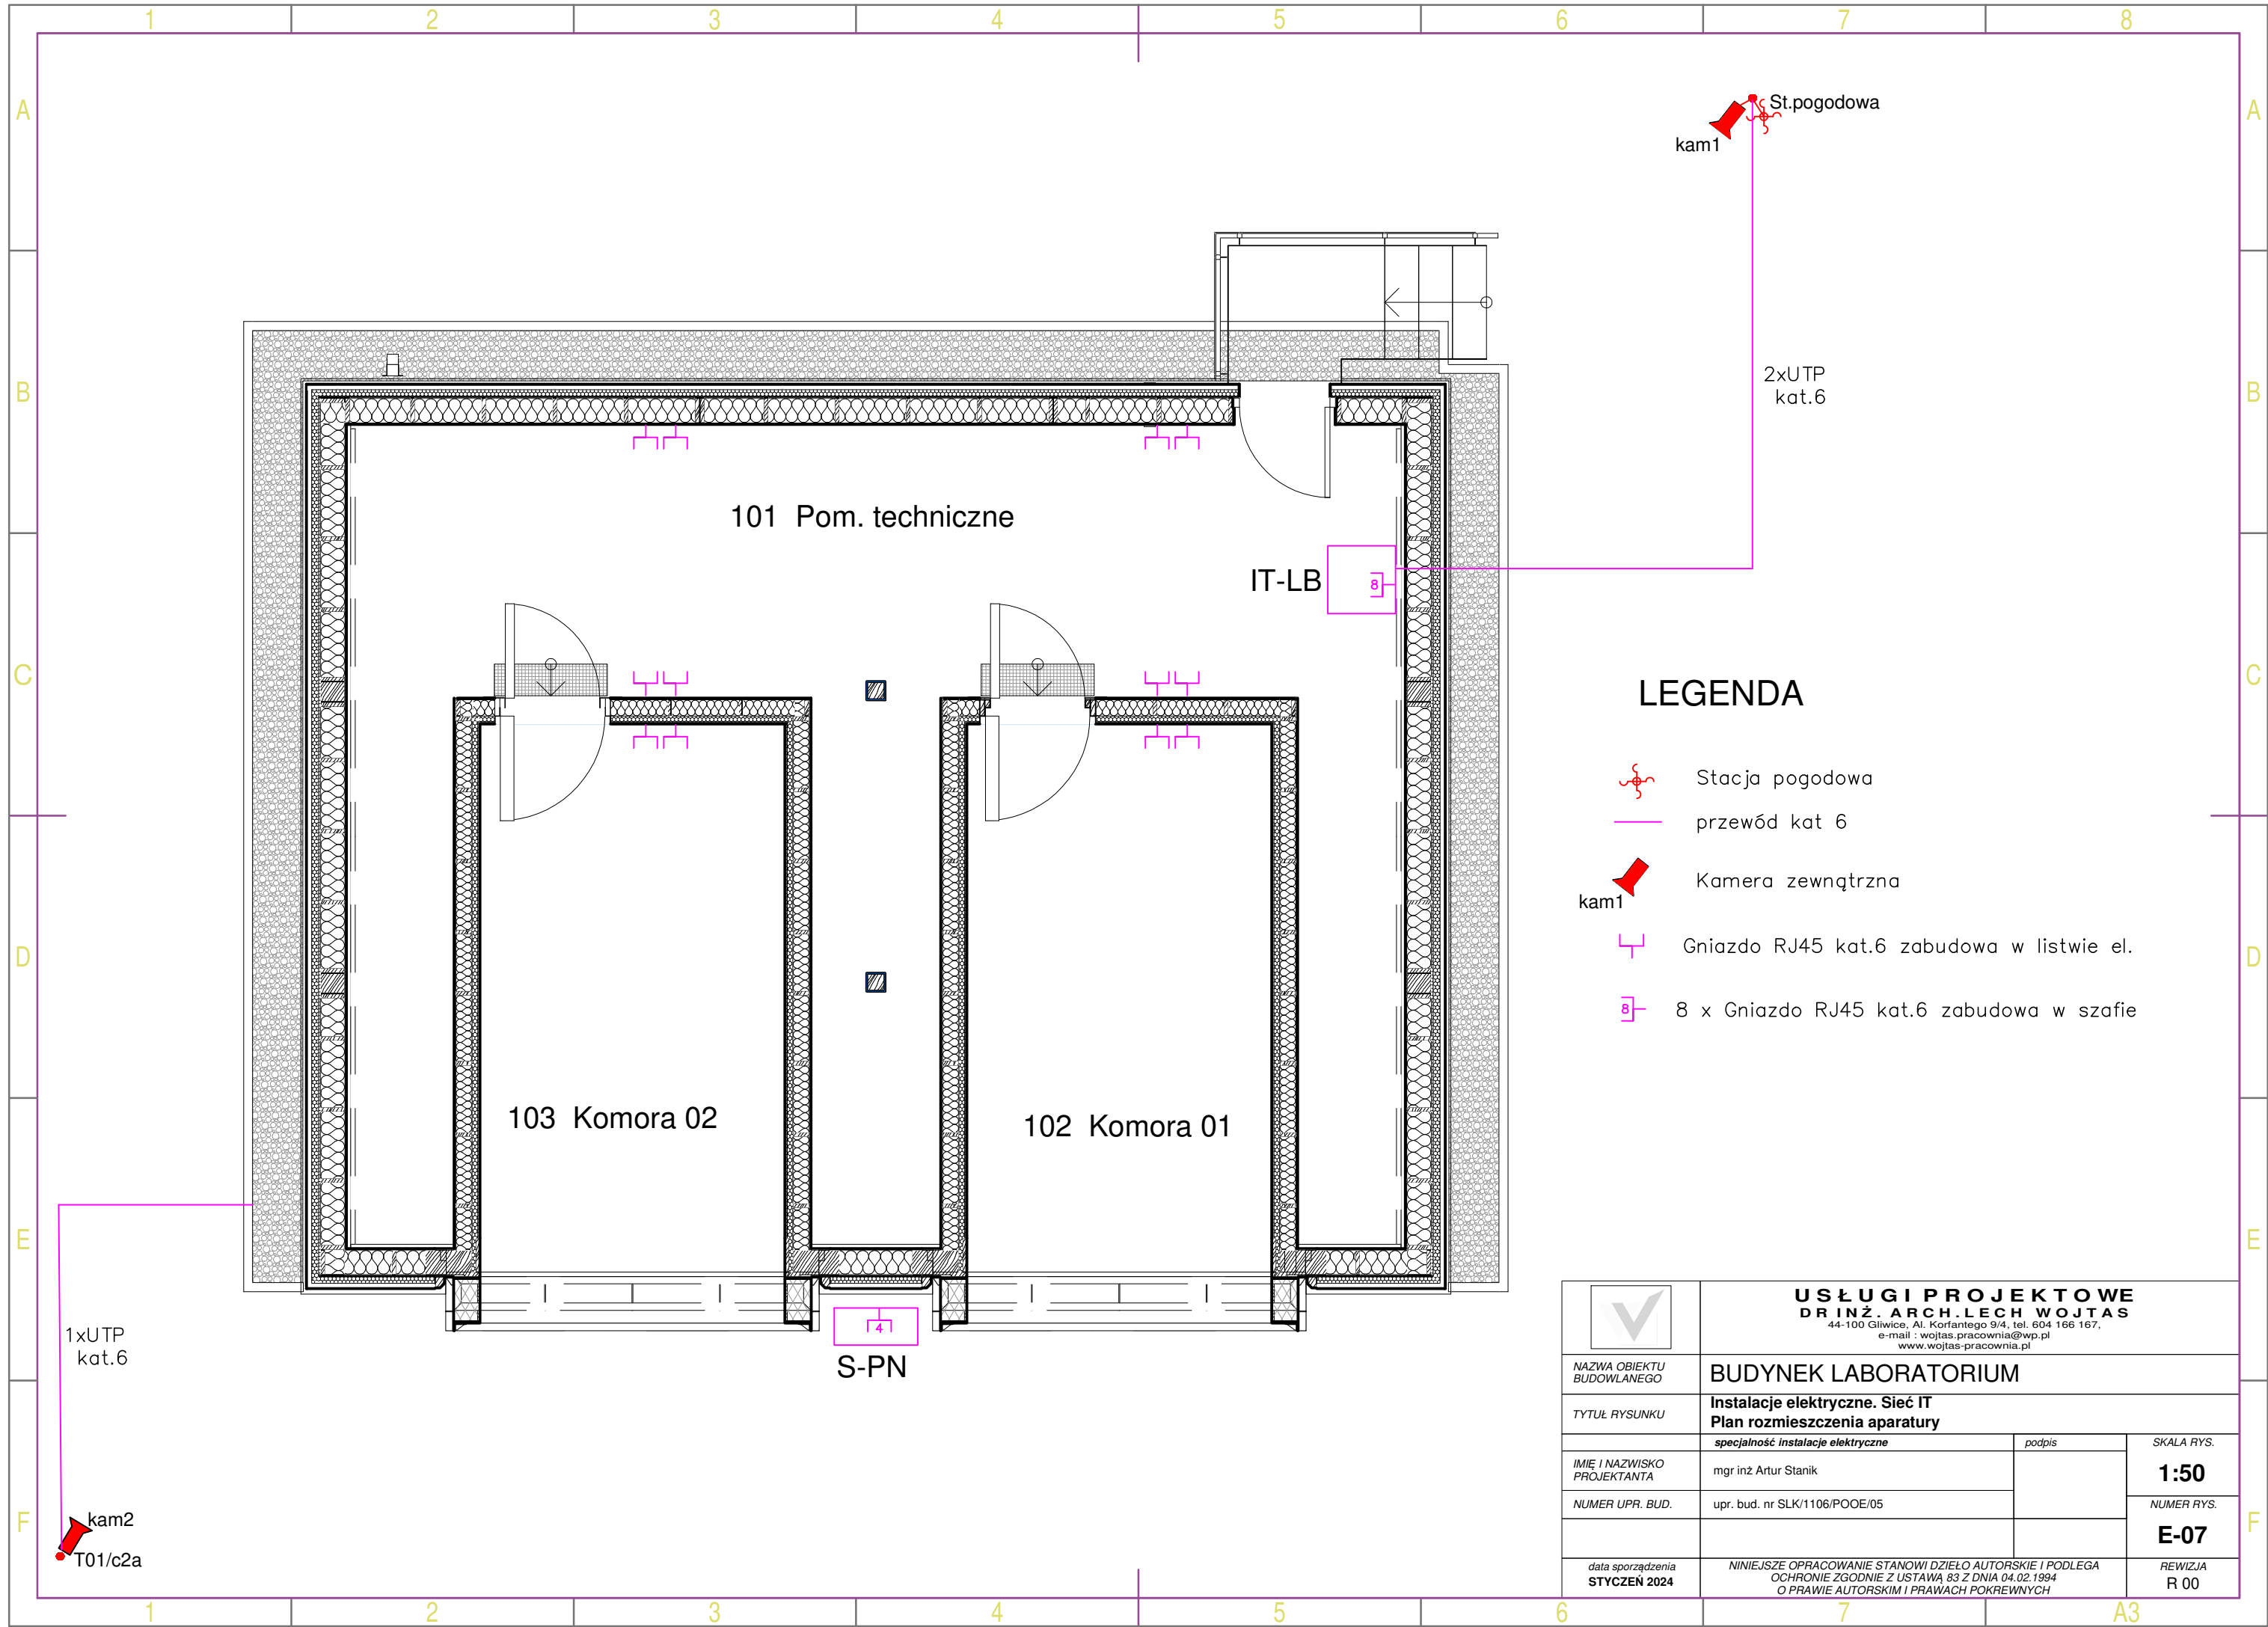 1 2 3 4 5 6 7 8
A A
B B
C C
D D
E E
F F
St.pogodowa
kam1
2xUTP
kat.6
101 Pom. techniczne
IT-LB
8
LEGENDA
Stacja pogodowa
przewód kat 6
Kamera zewnątrzna
kam1
Gniazdo RJ45 kat.6 zabudowa w listwie el.
8
8 x Gniazdo RJ45 kat.6 zabudowa w szafie
103 Komora 02
102 Komora 01
4
S-PN
1xUTP
kat.6
kam2
T01/c2a
USŁUGI PROJEKTOWE
DR INŻ. ARCH.LECH WOJTAS
44-100 Gliwice, Al. Korfantego 9/4, tel. 604 166 167,
e-mail : wojtas.pracownia@wp.pl
www.wojtas-pracownia.pl
NAZWA OBIEKTU
BUDOWLANEGO
BUDYNEK LABORATORIUM
TYTUŁ RYSUNKU
Instalacje elektryczne. Sieć IT
Plan rozmieszczenia aparatury
specjalność instalacje elektryczne
podpis
SKALA RYS.
1:50
IMIĘ I NAZWISKO
PROJEKTANTA
mgr inż Artur Stanik
NUMER UPR. BUD.
upr. bud. nr SLK/1106/POOE/05
NUMER RYS.
E-07
data sporządzenia
STYCZEŃ 2024
NINIEJSZE OPRACOWANIE STANOWI DZIEŁO AUTORSKIE I PODLEGA
OCHRONIE ZGODNIE Z USTAWĄ 83 Z DNIA 04.02.1994
O PRAWIE AUTORSKIM I PRAWACH POKREWNYCH
REWIZJA
R 00
1 2 3 4 5 6 7 A3